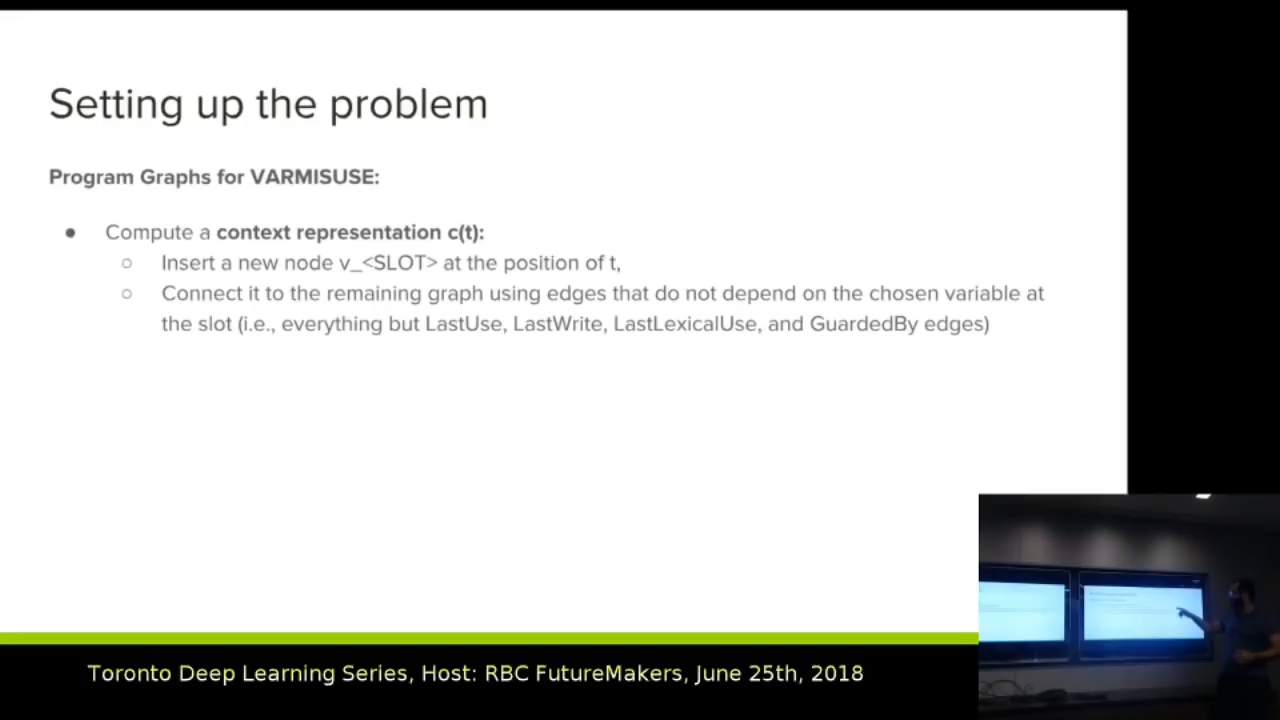 Setting up the problem
Program Graphs for VARMISUSE:
● Compute a context representation c(t):
○ Insert a new node v_<SLOT> at the position of t,
○ Connect it to the remaining graph using edges that do not depend on the chosen variable at
the slot (i.e., everything but LastUse, LastWrite, LastLexicalUse, and GuardedBy edges)
Toronto Deep Learning Series, Host: RBC FutureMakers, June 25th, 2018